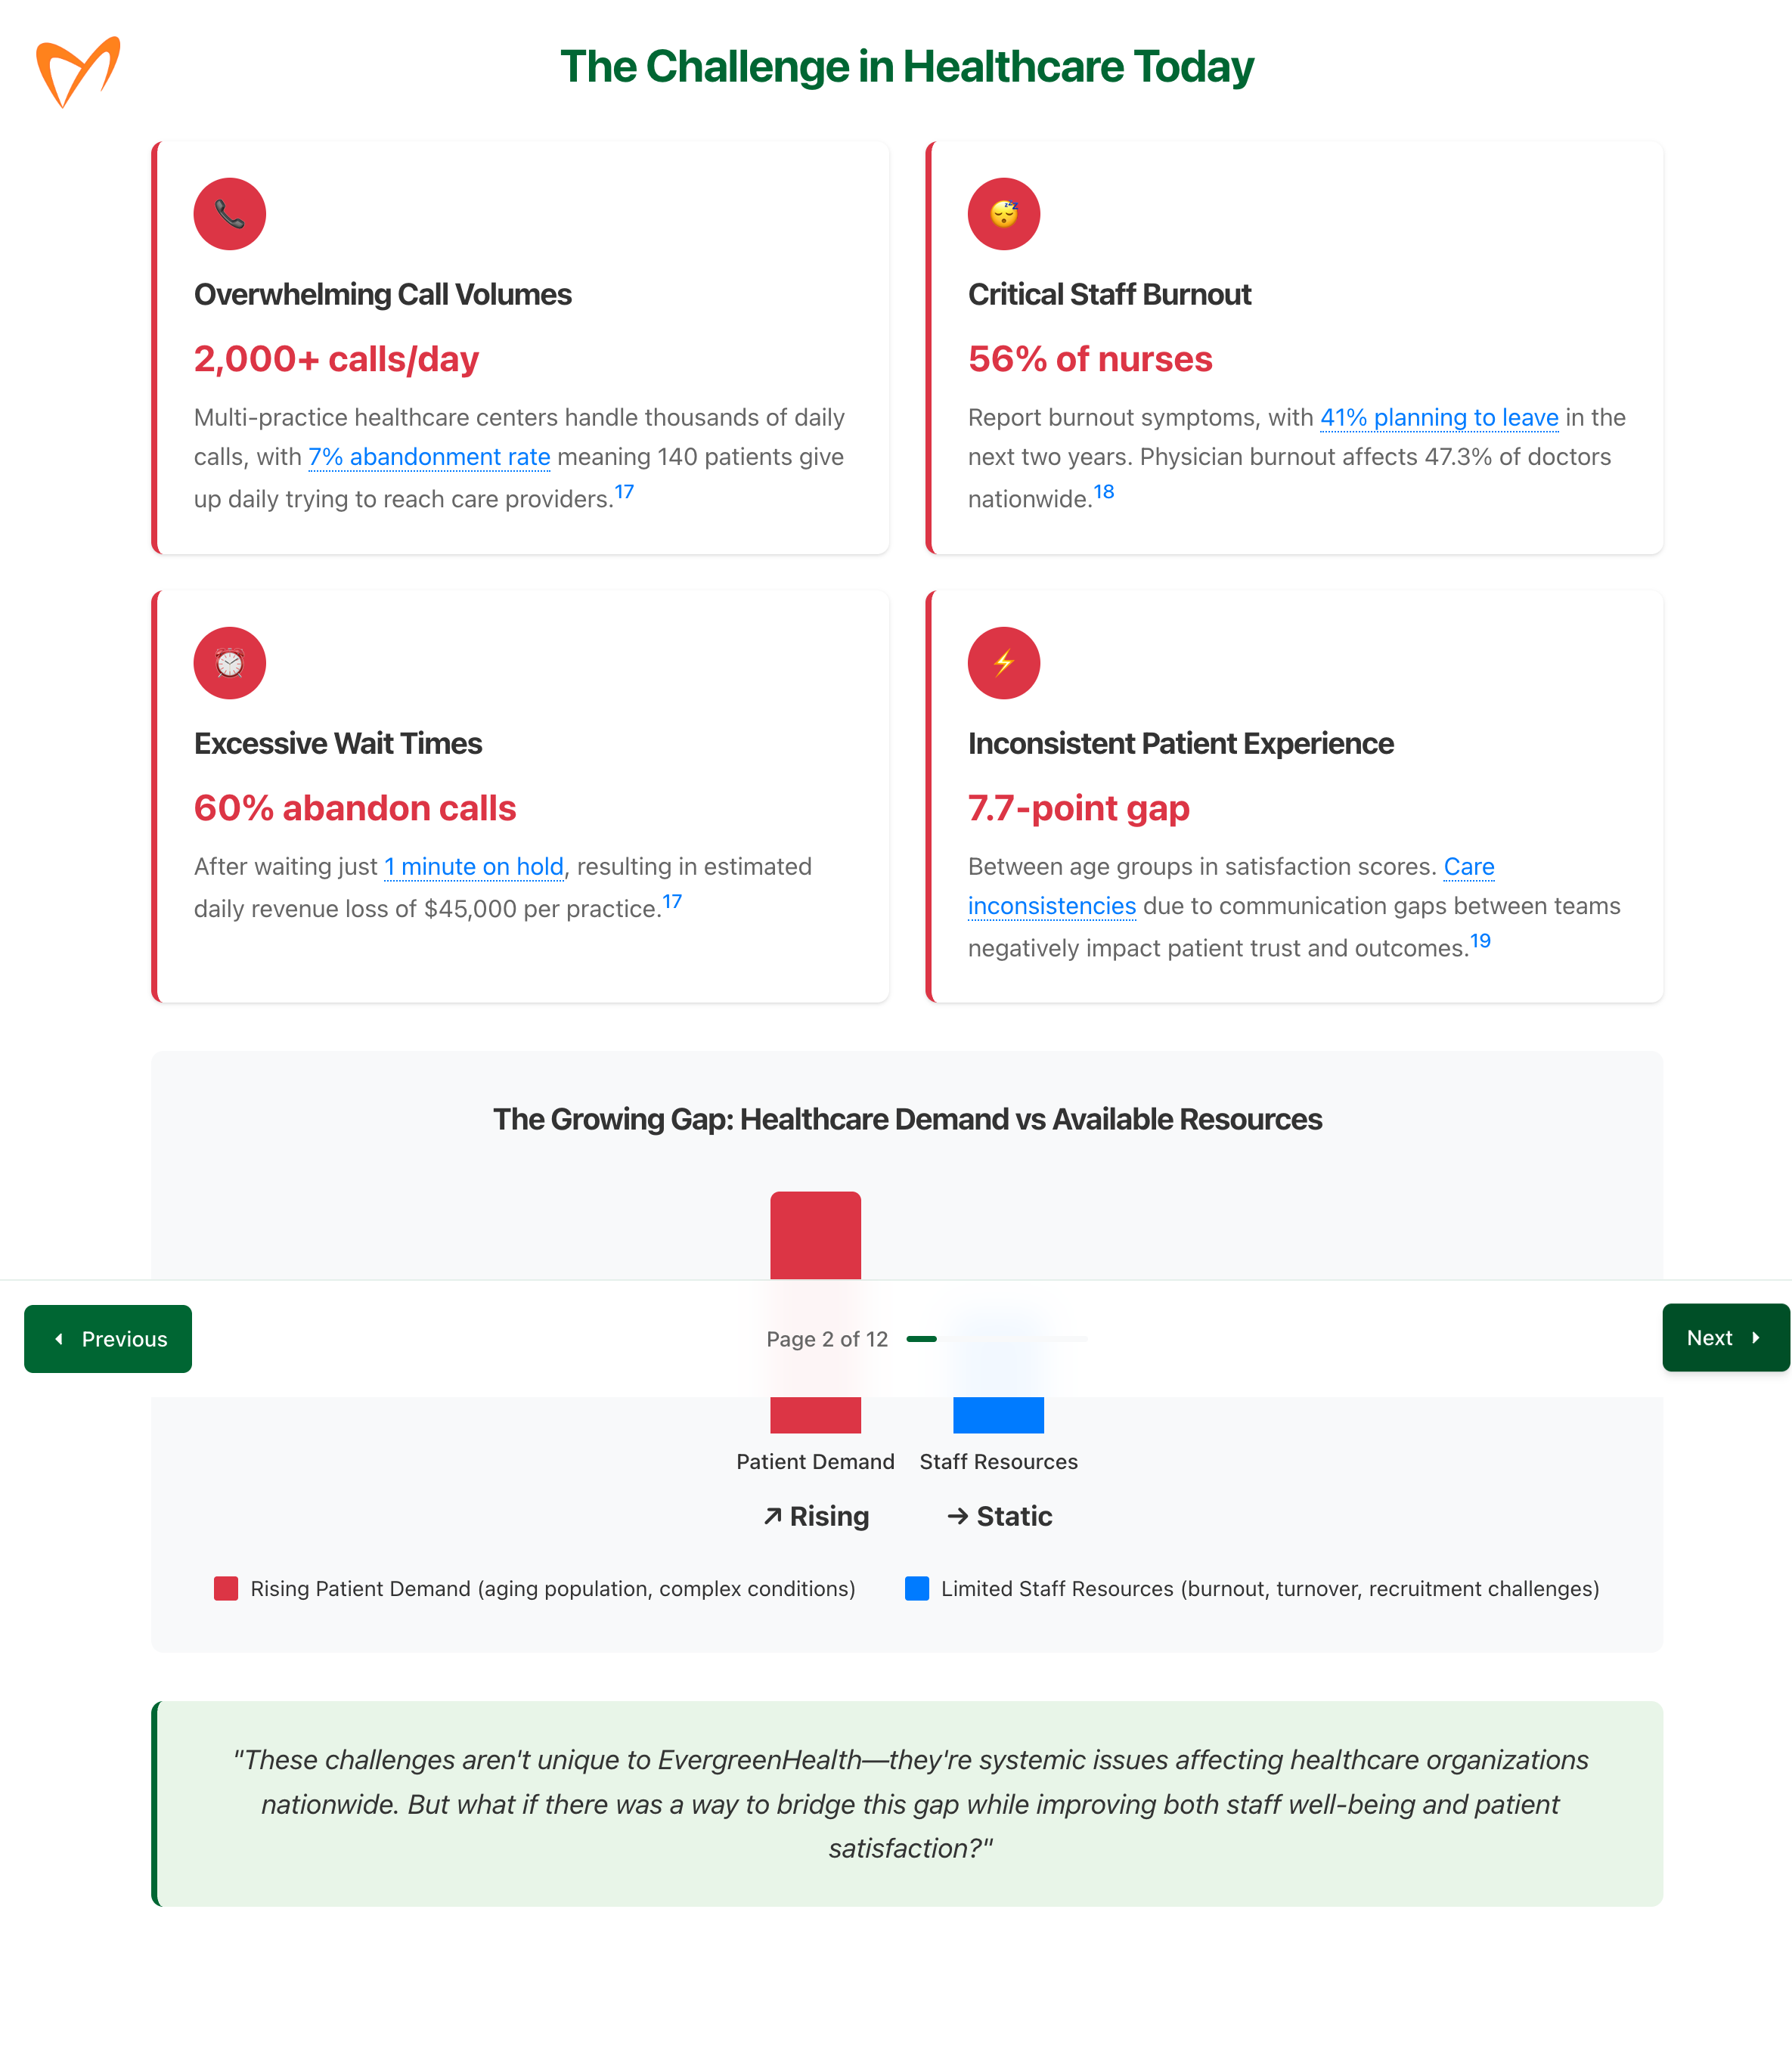 The Challenge in Healthcare Today
Overwhelming Call Volumes
2,000+ calls/day
Multi-practice healthcare centers handle thousands of daily
calls, with 7% abandonment rate meaning 140 patients give
up daily trying to reach care providers.17
Critical Staff Burnout
56% of nurses
Report burnout symptoms, with 41% planning to leave in the
next two years. Physician burnout affects 47.3% of doctors
nationwide.18
Excessive Wait Times
60% abandon calls
After waiting just 1 minute on hold, resulting in estimated
daily revenue loss of $45,000 per practice.17
Inconsistent Patient Experience
7.7-point gap
Between age groups in satisfaction scores. Care
inconsistencies due to communication gaps between teams
negatively impact patient trust and outcomes.19
The Growing Gap: Healthcare Demand vs Available Resources
Previous
Page 2 of 12
Next
Patient Demand
Staff Resources
↗ Rising
→ Static
Rising Patient Demand (aging population, complex conditions)
Limited Staff Resources (burnout, turnover, recruitment challenges)
"These challenges aren't unique to EvergreenHealth—they're systemic issues affecting healthcare organizations
nationwide. But what if there was a way to bridge this gap while improving both staff well-being and patient
satisfaction?"